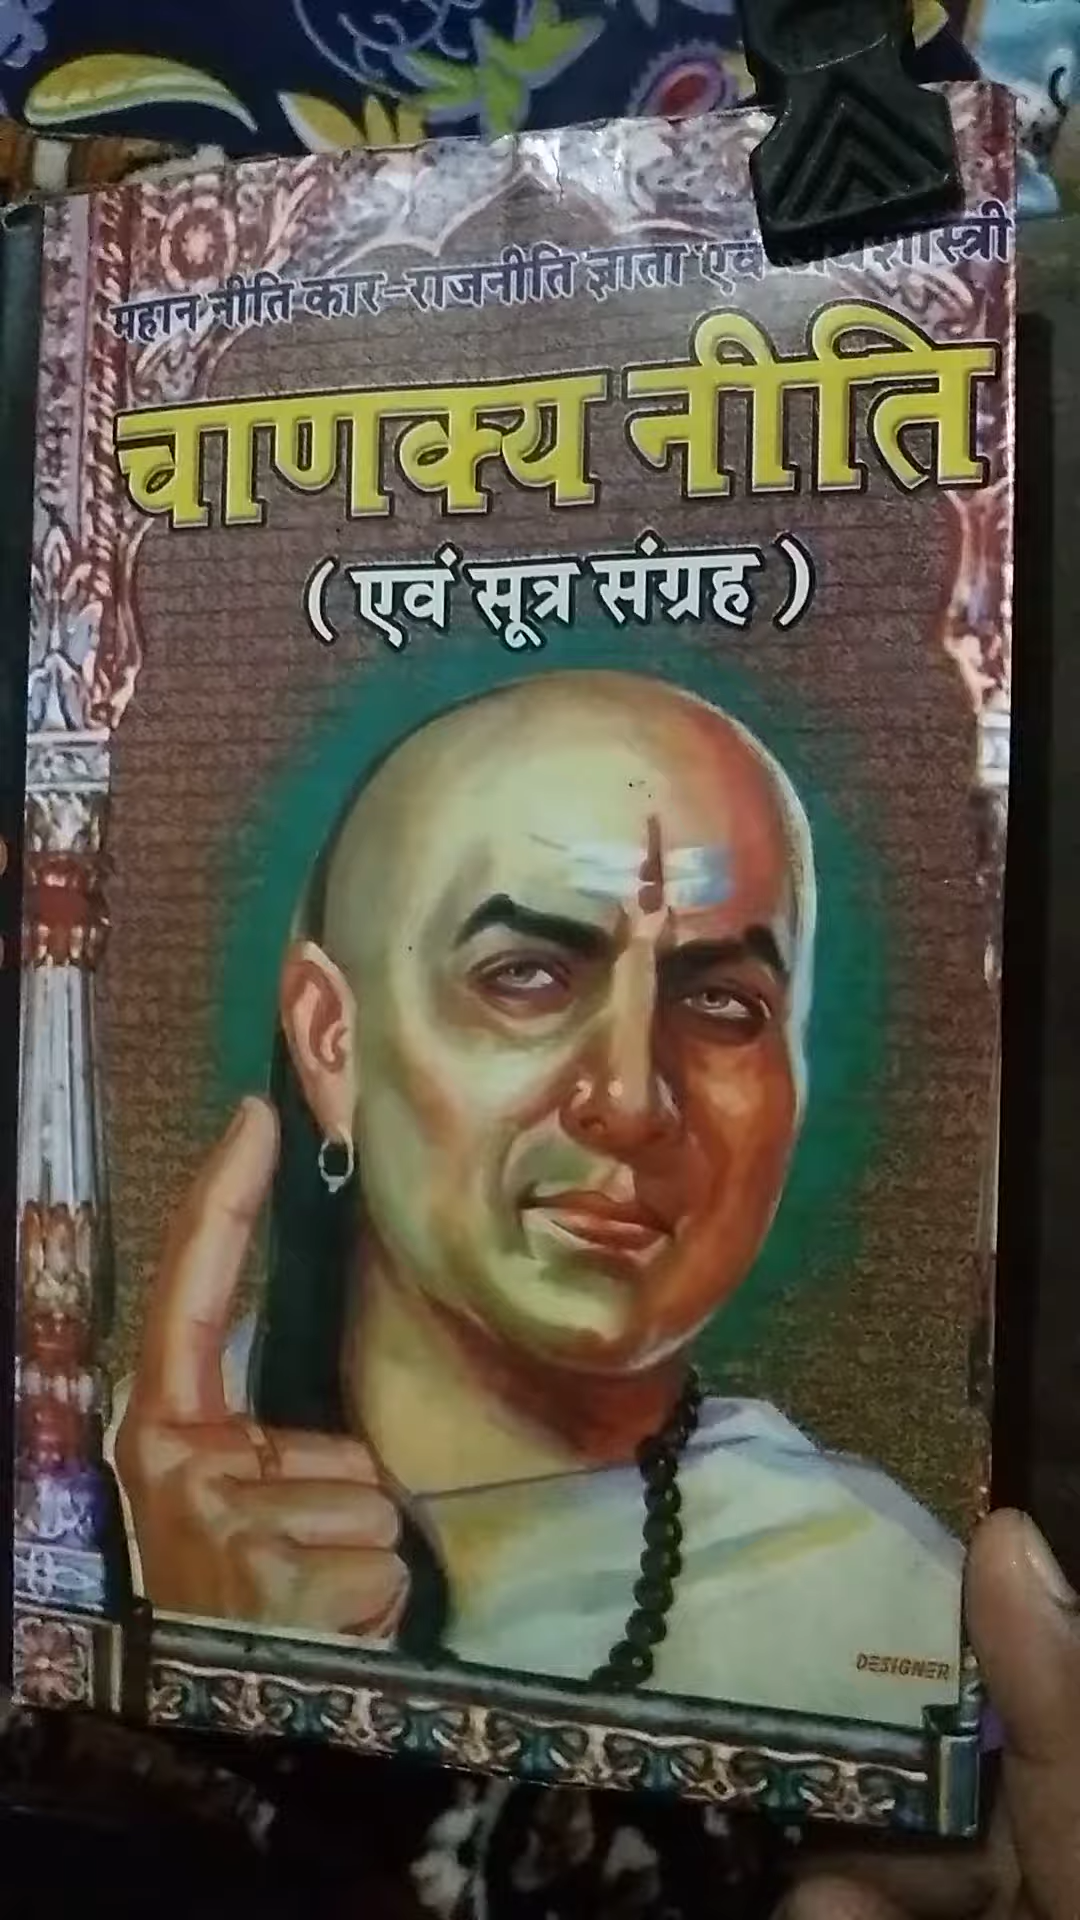 महान नीति कार-राजनीति ज्ञाता एवं
चाणक्य नीति
( एवं सूत्र संग्रह )
DESIGNER